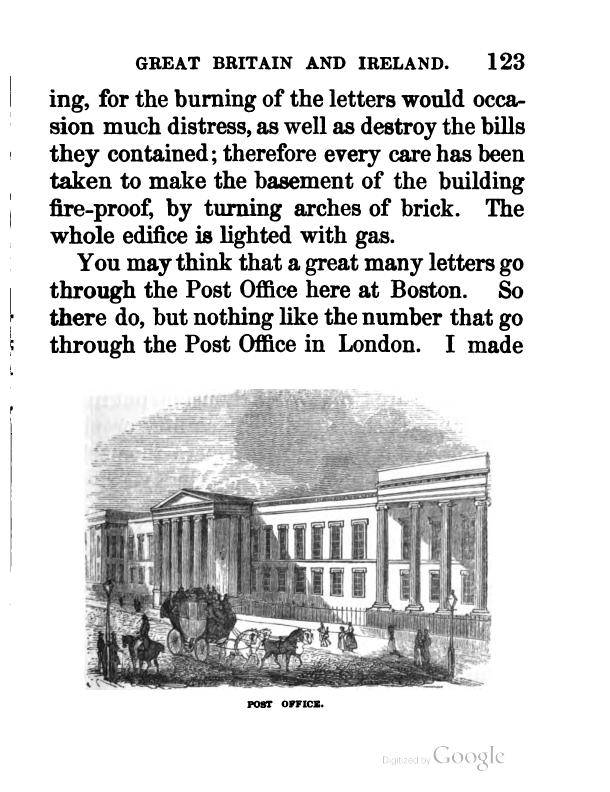 GREAT BRITAIN AND IRELAND. 123
ing, for the burning of the letters would occa-
sion much distress, as well as destroy the bills
they contained; therefore every care has been
taken to make the basement of the building
fire-proof, by turning arches of brick. The
whole edifice is lighted with gas.
You may think that a great many letters go
through the Post Office here at Boston. So
there do, but nothing like the number that go
through the Post Office in London. I made
POST OFFICE.
Digitized by Google